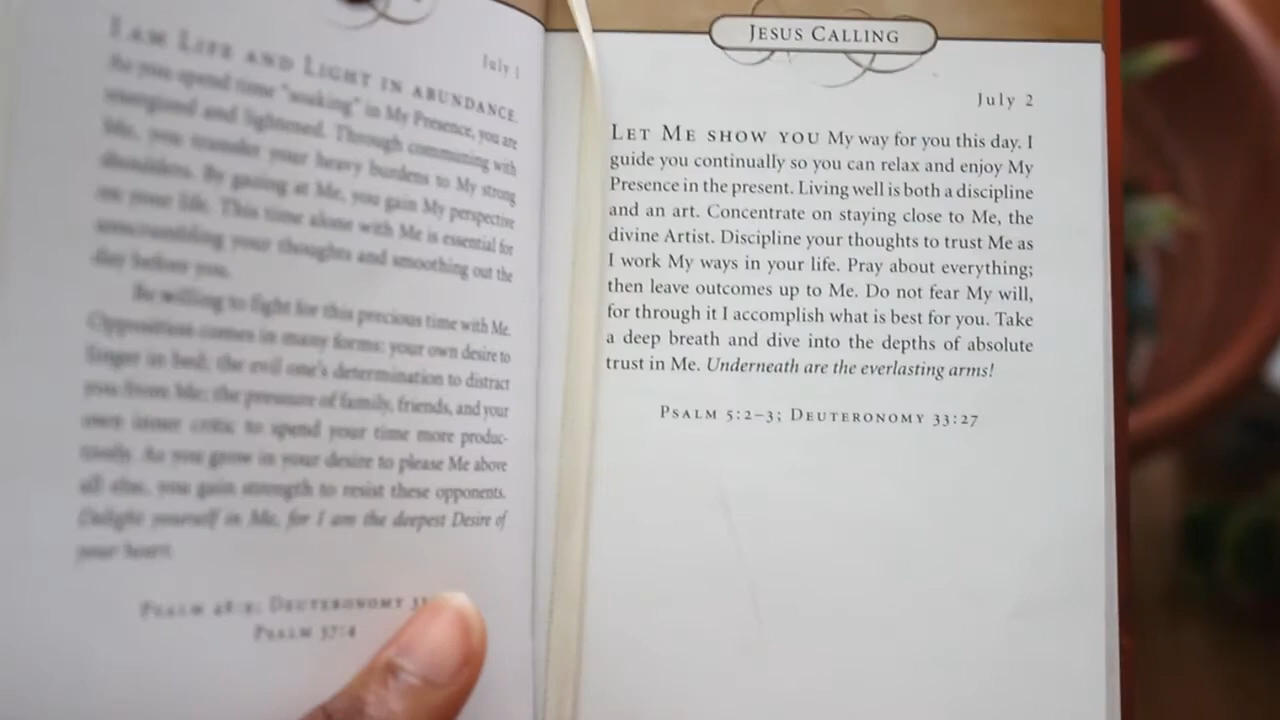 July 1
I AM LIFE AND LIGHT IN ABUNDANCE.
As you spend time "soaking" in My Presence, you are
energized and lightened. Through communing with
Me, you transfer your heavy burdens to My strong
shoulders. By gazing at Me, you gain My perspective
on your life. This time alone with Me is essential for
unscrambling your thoughts and smoothing out the
day before you.
Be willing to fight for this precious time with Me.
Opposition comes in many forms: your own desire to
linger in bed; the evil one's determination to distract
you from Me; the pressure of family, friends, and your
own inner critic to spend your time more produc-
tively. As you grow in your desire to please Me above
all else, you gain strength to resist these opponents.
Delight yourself in Me, for I am the deepest Desire of
your heart.
PSALM DEUTERONOMY
PSALM 37:4
JESUS CALLING
July 2
LET ME SHOW YOU My way for you this day. I
guide you continually so you can relax and enjoy My
Presence in the present. Living well is both a discipline
and an art. Concentrate on staying close to Me, the
divine Artist. Discipline your thoughts to trust Me as
I work My ways in your life. Pray about everything;
then leave outcomes up to Me. Do not fear My will,
for through it I accomplish what is best for you. Take
a deep breath and dive into the depths of absolute
trust in Me. Underneath are the everlasting arms!
PSALM 5:2–3; DEUTERONOMY 33:27